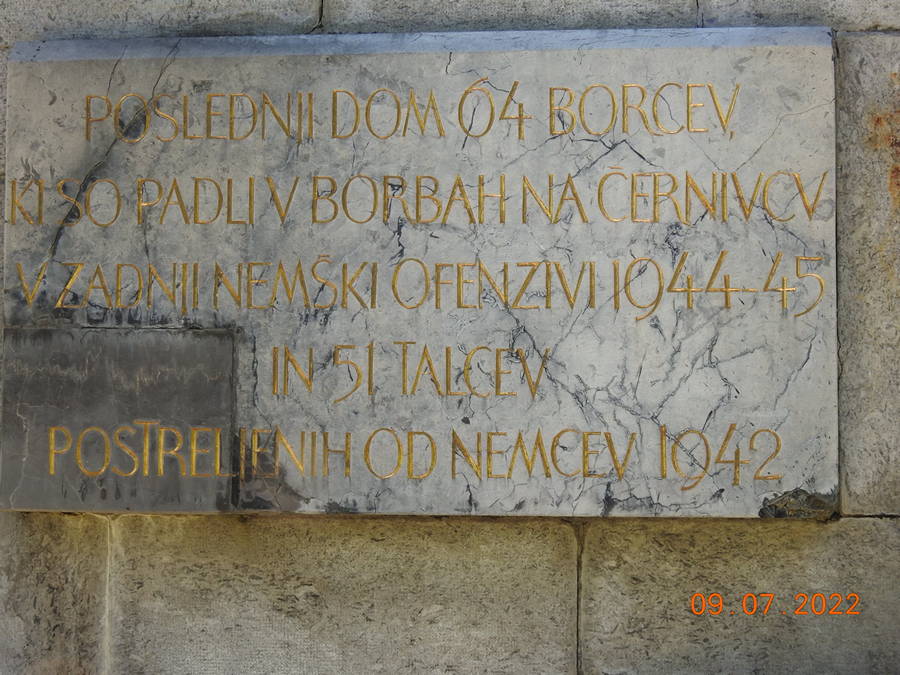 POSLEDNJI DOM 64 BORCEV,
KI SO PADLI V BORBAH NA ČERNIVCU
V ZADNJI NEMŠKI OFENZIVI 1944-45
IN 51 TALCEV
POSTRELJENIH OD NEMCEV 1942
09.07.2022